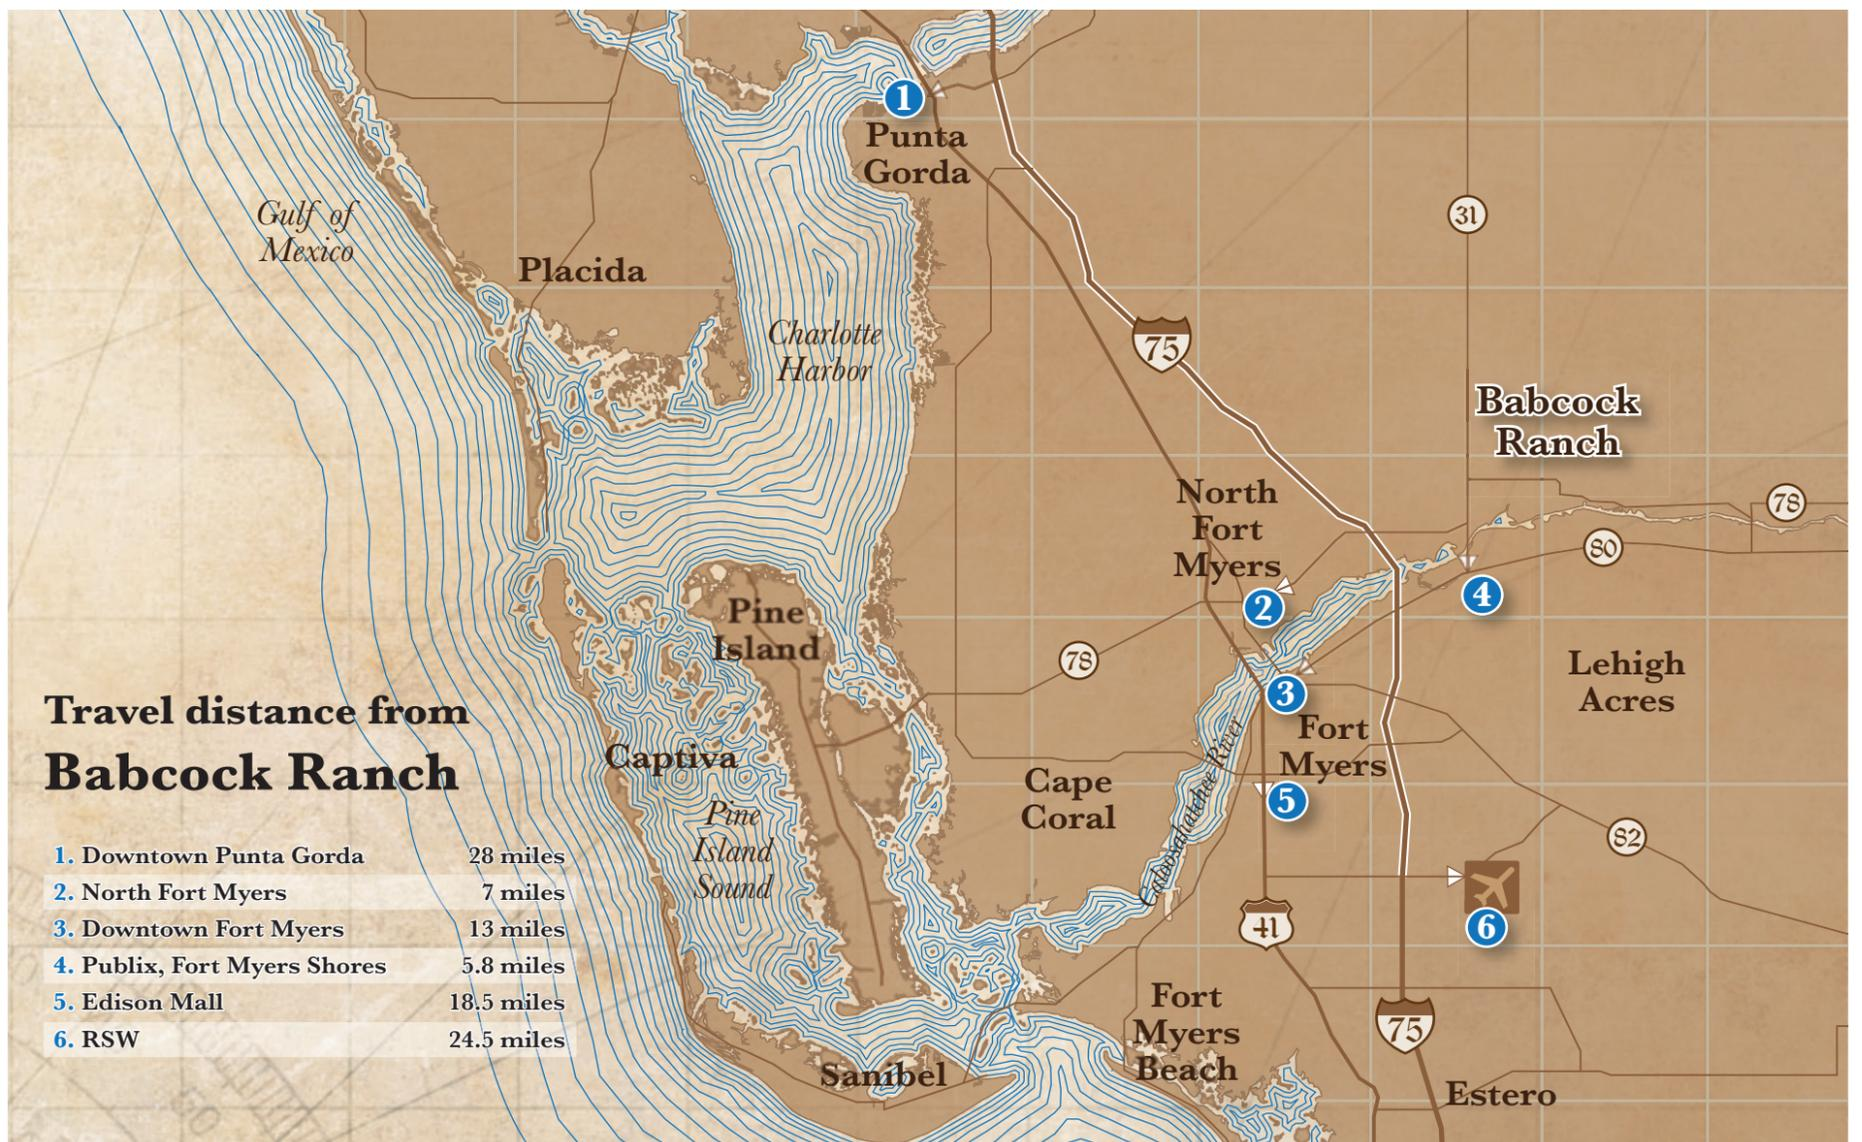 1
Punta
Gorda
31
Gulf of
Mexico
Placida
Charlotte
Harbor
75
Babcock
Ranch
North
Fort
Myers
78
80
2
4
Pine
Island
78
Lehigh
Acres
3
Fort
Myers
Captiva
Cape
Coral
Caloosahatchee River
5
Pine
Island
Sound
82
6
41
75
Fort
Myers
Beach
Sanibel
Estero
Travel distance from
Babcock Ranch
1. Downtown Punta Gorda 28 miles
2. North Fort Myers 7 miles
3. Downtown Fort Myers 13 miles
4. Publix, Fort Myers Shores 5.8 miles
5. Edison Mall 18.5 miles
6. RSW 24.5 miles